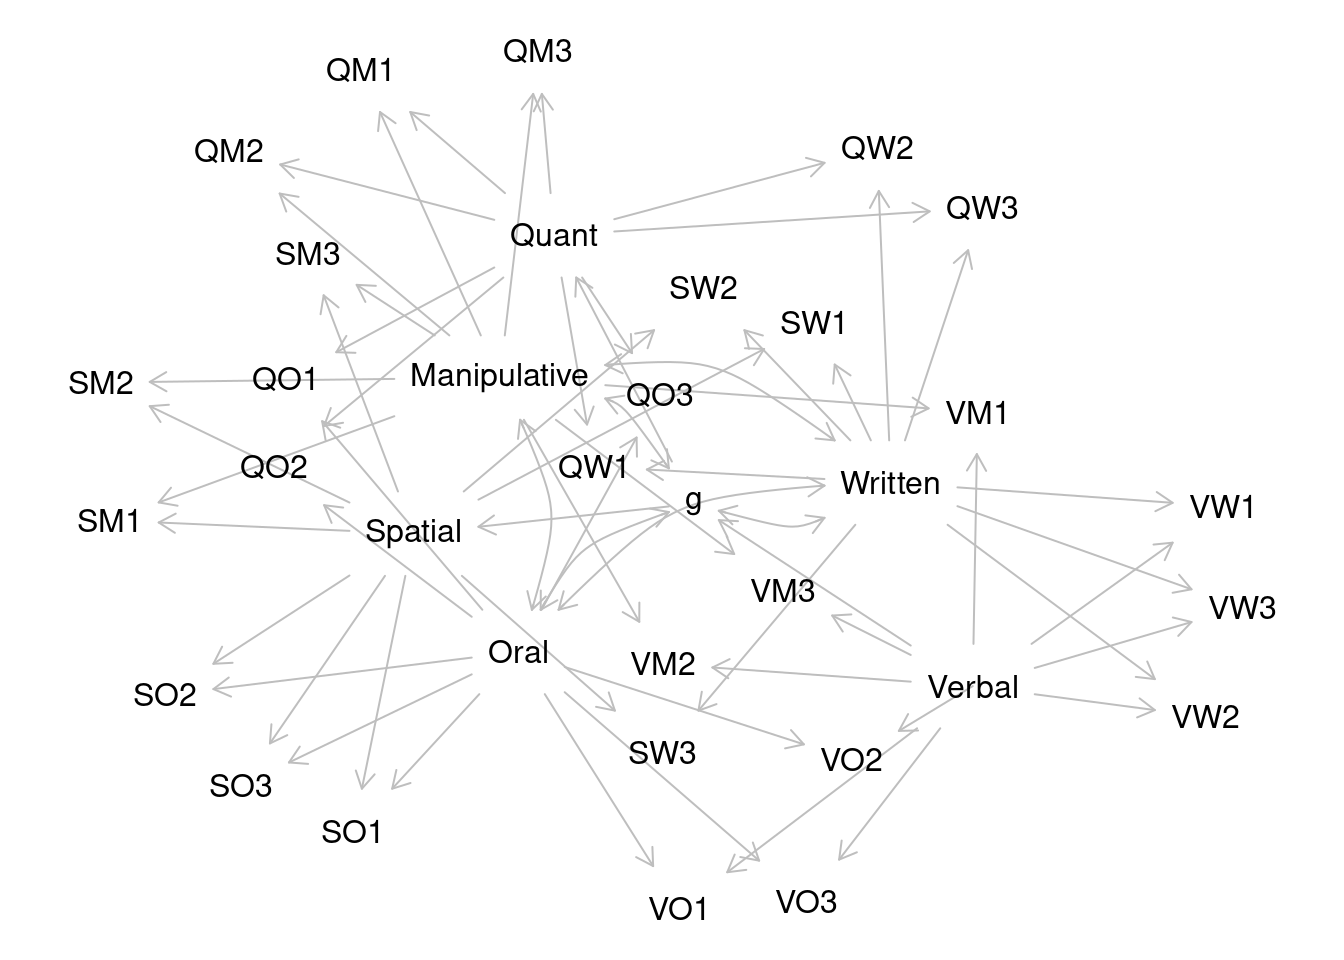 QM3
QM1
QM2
QW2
QW3
Quant
SM3
SW2
SW1
SM2
QO1
Manipulative
QO3
VM1
QO2
QW1
g
Written
VW1
SM1
Spatial
VM3
VW3
Oral
VM2
Verbal
SO2
VW2
SW3
VO2
SO3
SO1
VO1
VO3